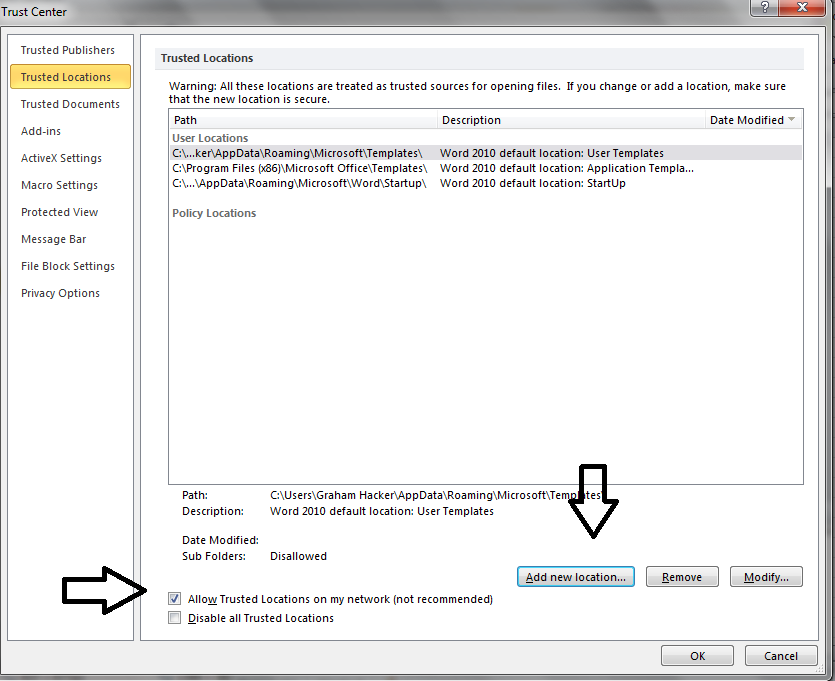 Trust Center
?
Trusted Publishers
Trusted Locations
Trusted Documents
Add-ins
ActiveX Settings
Macro Settings
Protected View
Message Bar
File Block Settings
Privacy Options
Trusted Locations
Warning: All these locations are treated as trusted sources for opening files. If you change or add a location, make sure
that the new location is secure.
Path Description Date Modified
User Locations
C:\...ker\AppData\Roaming\Microsoft\Templates\ Word 2010 default location: User Templates
C:\Program Files (x86)\Microsoft Office\Templates\ Word 2010 default location: Application Templa...
C:\...\AppData\Roaming\Microsoft\Word\Startup\ Word 2010 default location: StartUp
Policy Locations
Path: C:\Users\Graham Hacker\AppData\Roaming\Microsoft\Templates\
Description: Word 2010 default location: User Templates
Date Modified:
Sub Folders: Disallowed
Add new location... Remove Modify...
Allow Trusted Locations on my network (not recommended)
Disable all Trusted Locations
OK Cancel